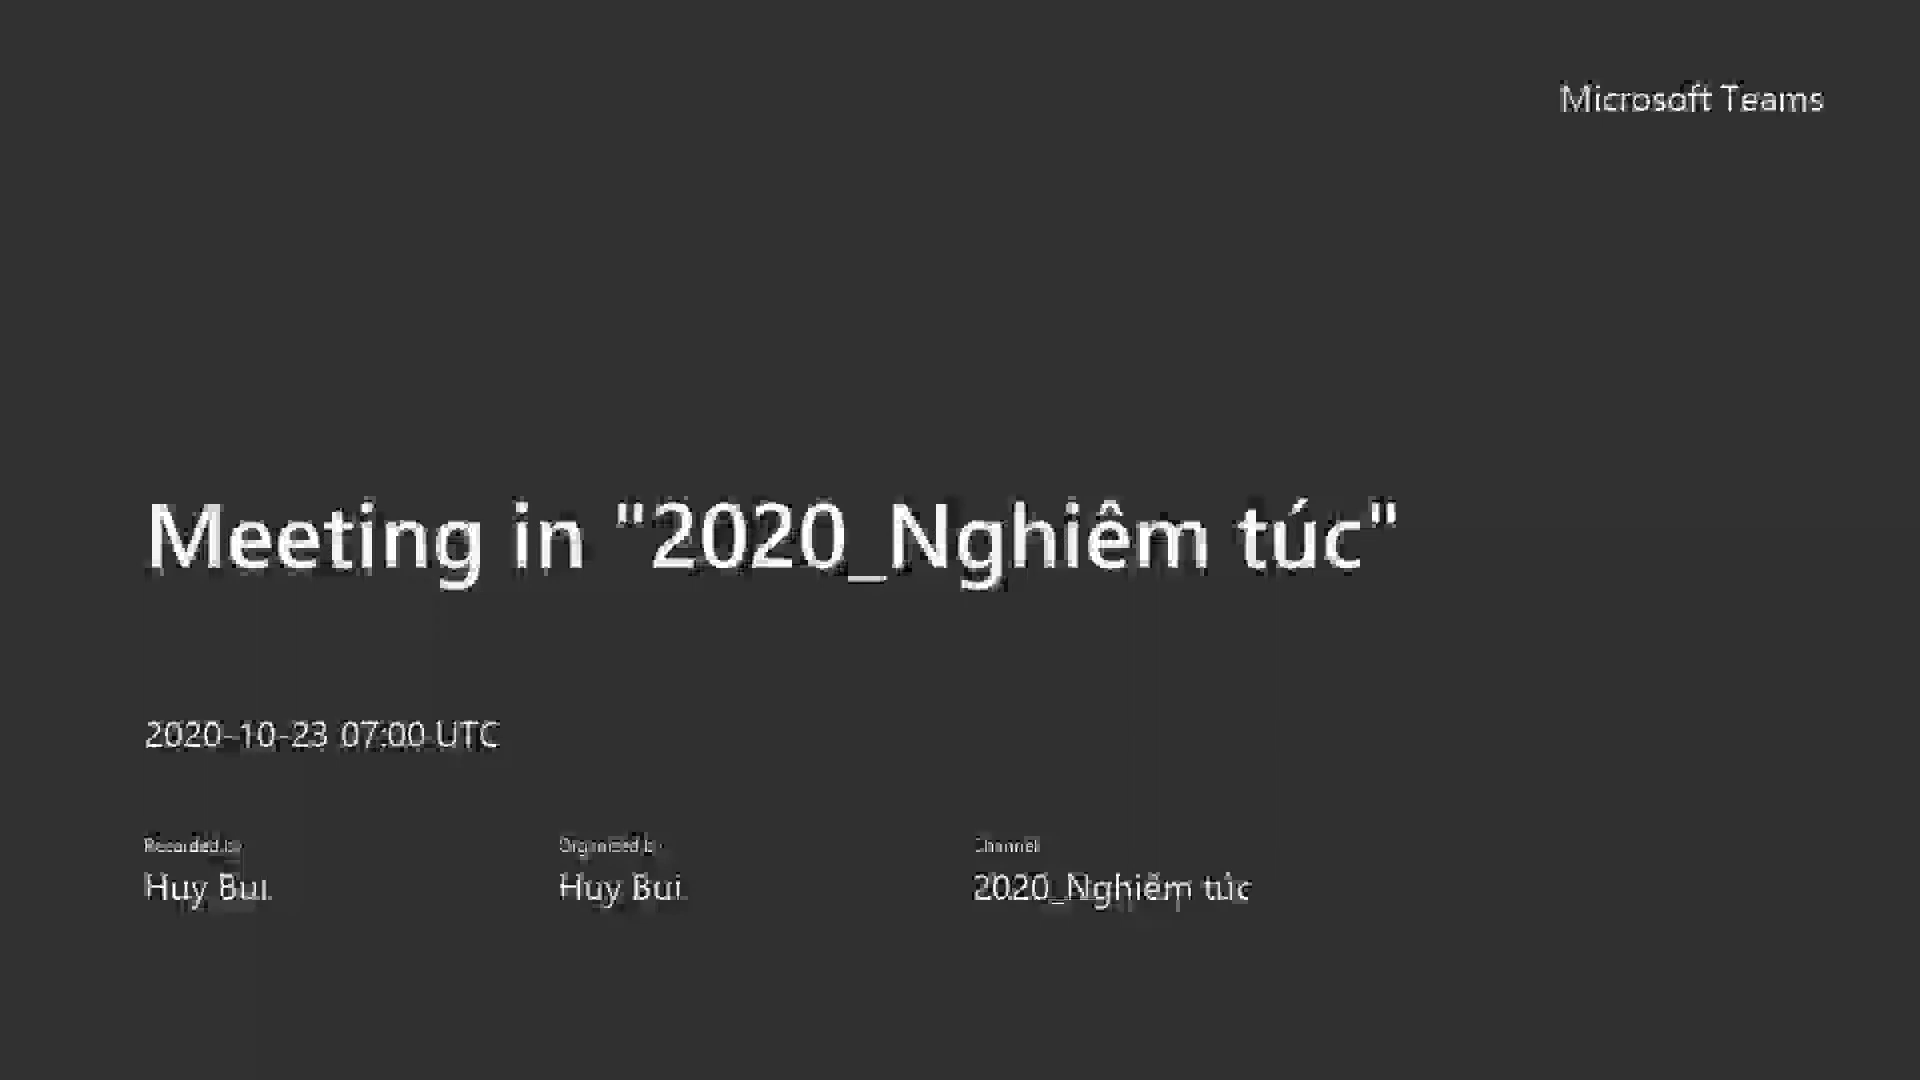 Microsoft Teams
Meeting in "2020_Nghiêm túc"
2020-10-23 07:00 UTC
Recorded by
Organized by
Channel
Huy Bui
Huy Bui
2020_Nghiêm túc